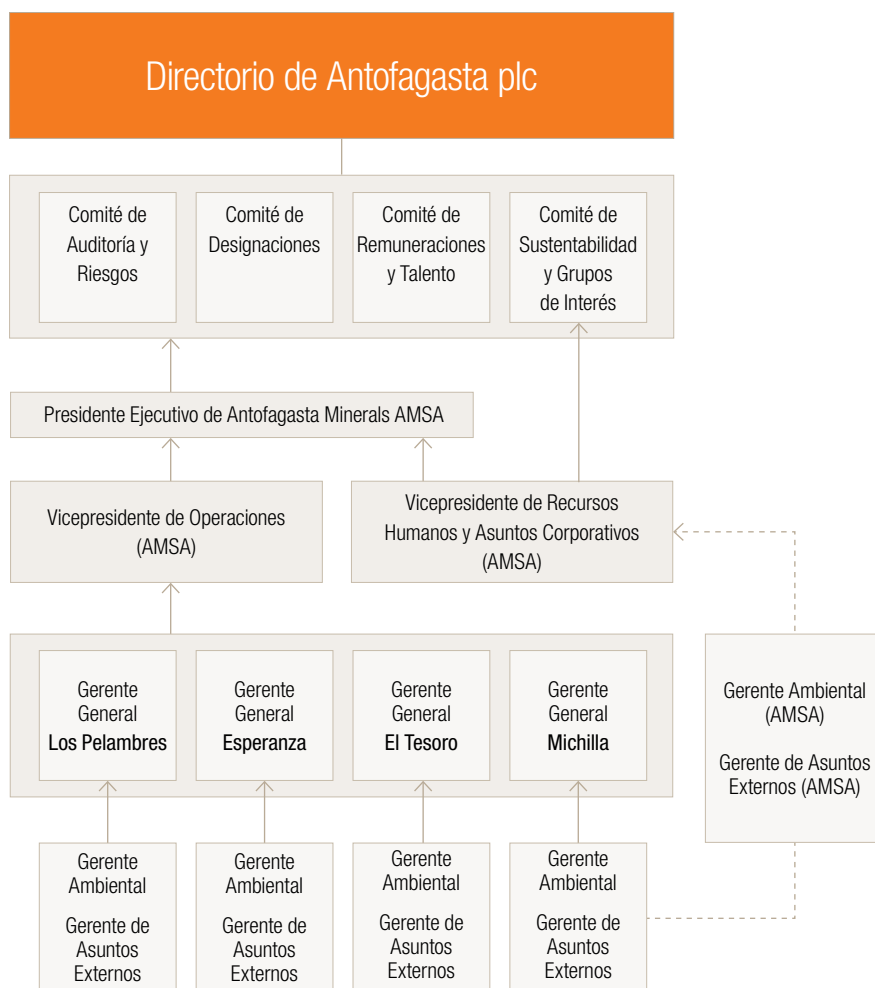 Directorio de Antofagasta plc
Comité de
Auditoría y
Riesgos
Comité de
Designaciones
Comité de
Remuneraciones
y Talento
Comité de
Sustentabilidad
y Grupos
de Interés
Presidente Ejecutivo de Antofagasta Minerals AMSA
Vicepresidente de Operaciones
(AMSA)
Vicepresidente de Recursos
Humanos y Asuntos Corporativos
(AMSA)
Gerente
General
Los Pelambres
Gerente
General
Esperanza
Gerente
General
El Tesoro
Gerente
General
Michilla
Gerente Ambiental
(AMSA)
Gerente de Asuntos
Externos (AMSA)
Gerente
Ambiental
Gerente de
Asuntos
Externos
Gerente
Ambiental
Gerente de
Asuntos
Externos
Gerente
Ambiental
Gerente de
Asuntos
Externos
Gerente
Ambiental
Gerente de
Asuntos
Externos